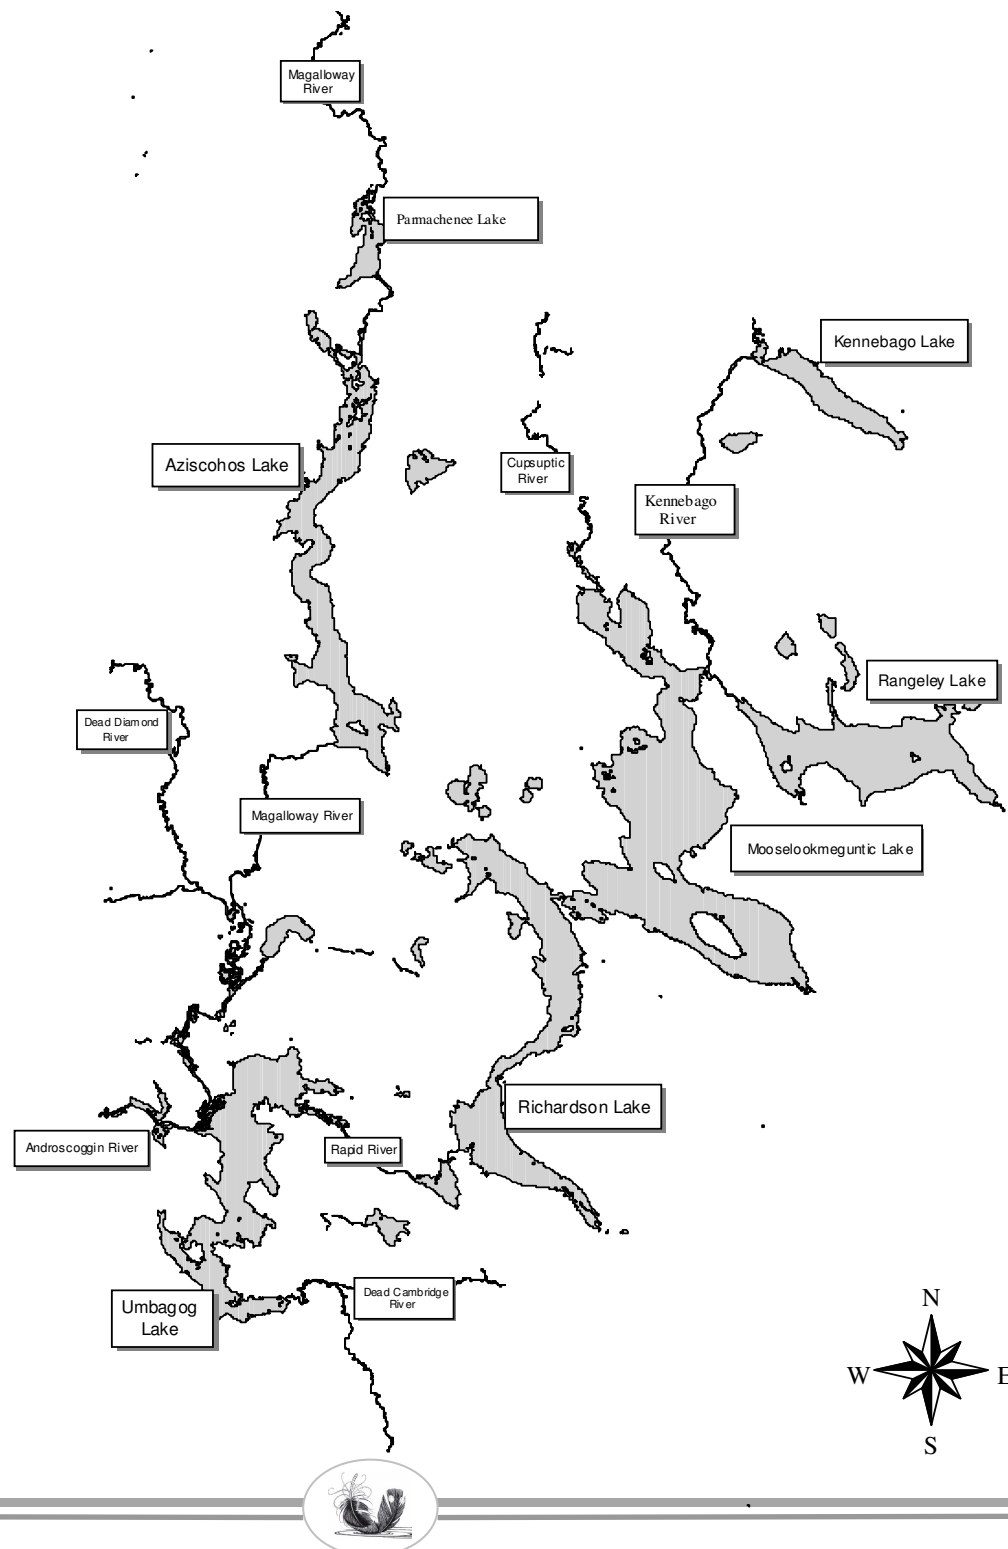 Magalloway
River
Parmachenee Lake
Kennebago Lake
Aziscohos Lake
Cupsuptic
River
Kennebago
River
Rangeley Lake
Dead Diamond
River
Magalloway River
Mooselookmeguntic Lake
Richardson Lake
Androscoggin River
Rapid River
Dead Cambridge
River
Umbagog
Lake
N
W
E
S